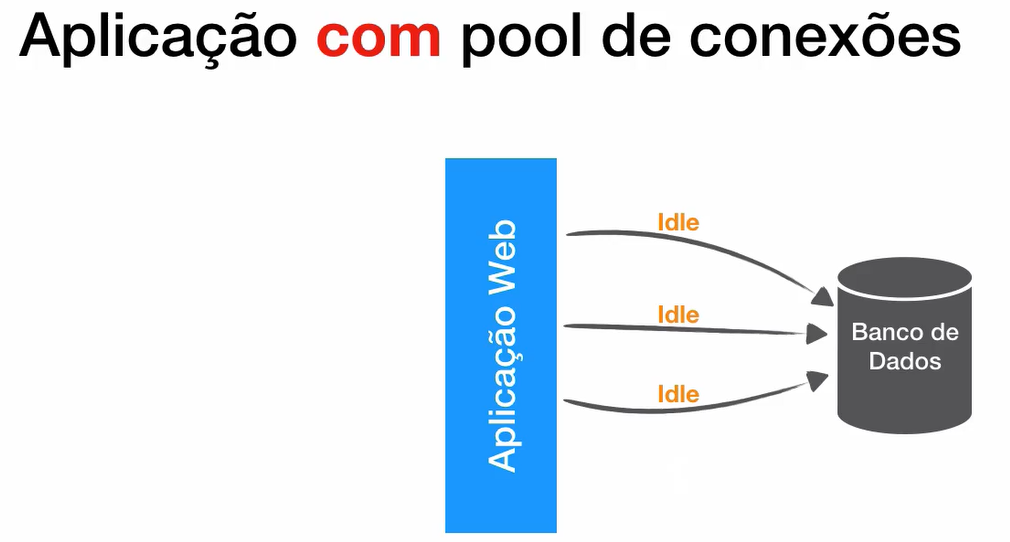 Aplicação com pool de conexões
Aplicação Web
Idle
Idle
Idle
Banco de
Dados